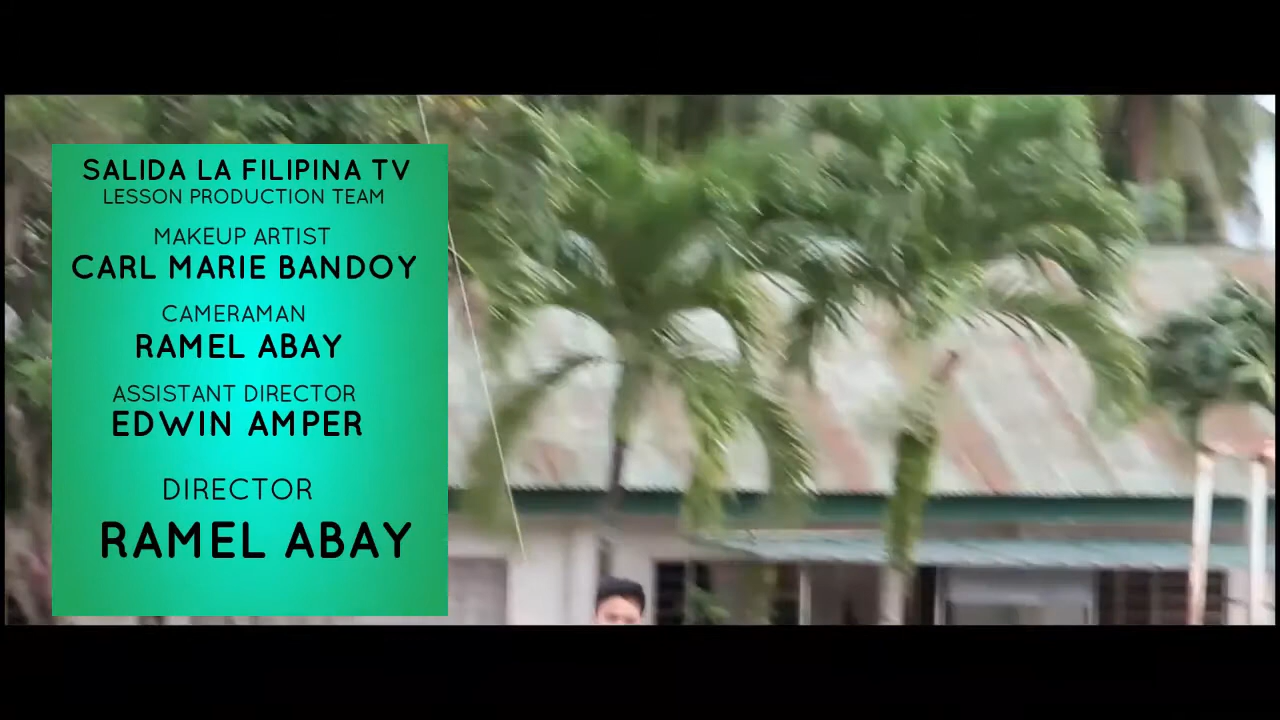 SALIDA LA FILIPINA TV
LESSON PRODUCTION TEAM
MAKEUP ARTIST
CARL MARIE BANDOY
CAMERAMAN
RAMEL ABAY
ASSISTANT DIRECTOR
EDWIN AMPER
DIRECTOR
RAMEL ABAY